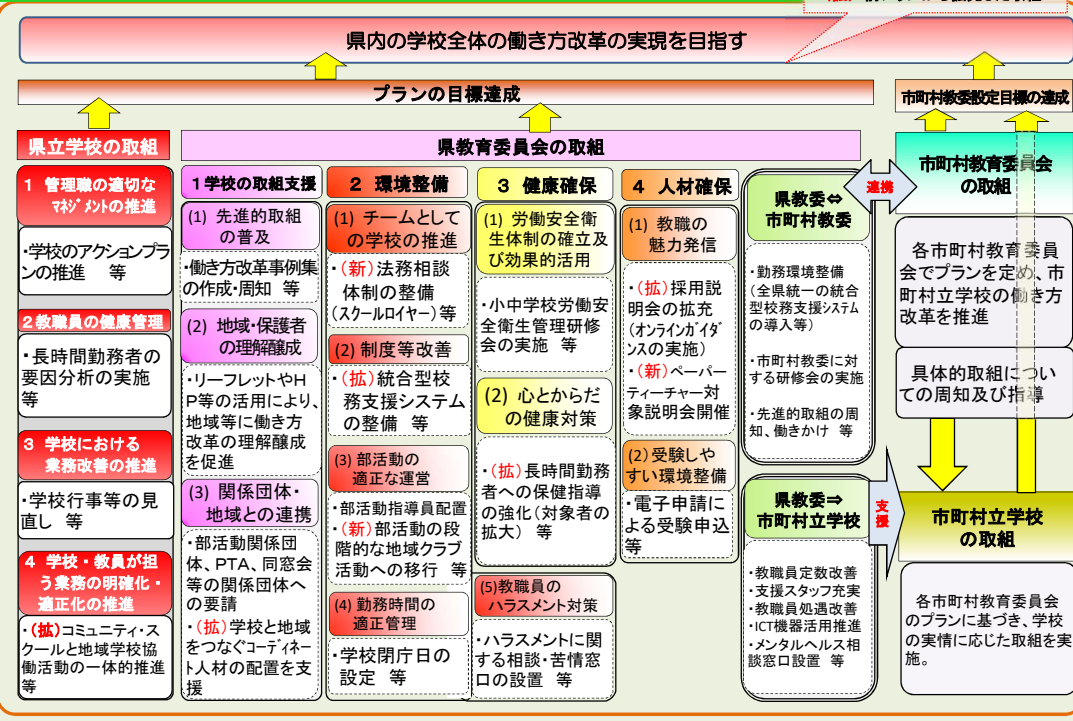 県内の学校全体の働き方改革の実現を目指す
プランの目標達成
市町村教委設定目標の達成
県立学校の取組
1 管理職の適切な
マネジメントの推進
・学校のアクションプラ
ンの推進 等
2教職員の健康管理
・長時間勤務者の
要因分析の実施
等
3 学校における
業務改善の推進
・学校行事等の見
直し 等
4 学校・教員が担
う業務の明確化・
適正化の推進
・(拡)コミュニティ・ス
クールと地域学校協
働活動の一体的推進
等
県教育委員会の取組
1学校の取組支援
(1) 先進的取組
の普及
・働き方改革事例集
の作成・周知 等
(2) 地域・保護者
の理解醸成
・リーフレットやH
P等の活用により、
地域等に働き方
改革の理解醸成
を促進
(3) 関係団体・
地域との連携
・部活動関係団
体、PTA、同窓会
等の関係団体へ
の要請
・(拡)学校と地域
をつなぐコーディネー
ト人材の配置を支
援
2 環境整備
(1) チームとして
の学校の推進
・(新)法務相談
体制の整備
(スクールロイヤー)等
(2) 制度等改善
・(拡)統合型校
務支援システム
の整備 等
(3) 部活動の
適正な運営
・部活動指導員配置
・(新)部活動の段
階的な地域クラブ
活動への移行 等
(4) 勤務時間の
適正管理
・学校閉庁日の
設定 等
3 健康確保
(1) 労働安全衛
生体制の確立及
び効果的活用
・小中学校労働安
全衛生管理研修
会の実施 等
(2) 心とからだ
の健康対策
・(拡)長時間勤務
者への保健指導
の強化(対象者の
拡大) 等
(5)教職員の
ハラスメント対策
・ハラスメントに関
する相談・苦情窓
口の設置 等
4 人材確保
(1) 教職の
魅力発信
・(拡)採用説
明会の拡充
(オンラインガイダ
ンスの実施)
・(新)ペーパー
ティーチャー対
象説明会開催
(2)受験しや
すい環境整備
・電子申請に
よる受験申込
等
県教委⇔
市町村教委
・勤務環境整備
(全県統一の統合
型校務支援システム
の導入等)
・市町村教委に対
する研修会の実施
・先進的取組の周
知、働きかけ 等
県教委⇒
市町村立学校
・教職員定数改善
・支援スタッフ充実
・教職員処遇改善
・ICT機器活用推進
・メンタルヘルス相
談窓口設置 等
連携
支援
市町村教育委員会
の取組
各市町村教育委員
会でプランを定め、市
町村立学校の働き方
改革を推進
具体的取組につい
ての周知及び指導
市町村立学校
の取組
各市町村教育委員会
のプランに基づき、学校
の実情に応じた取組を実
施。